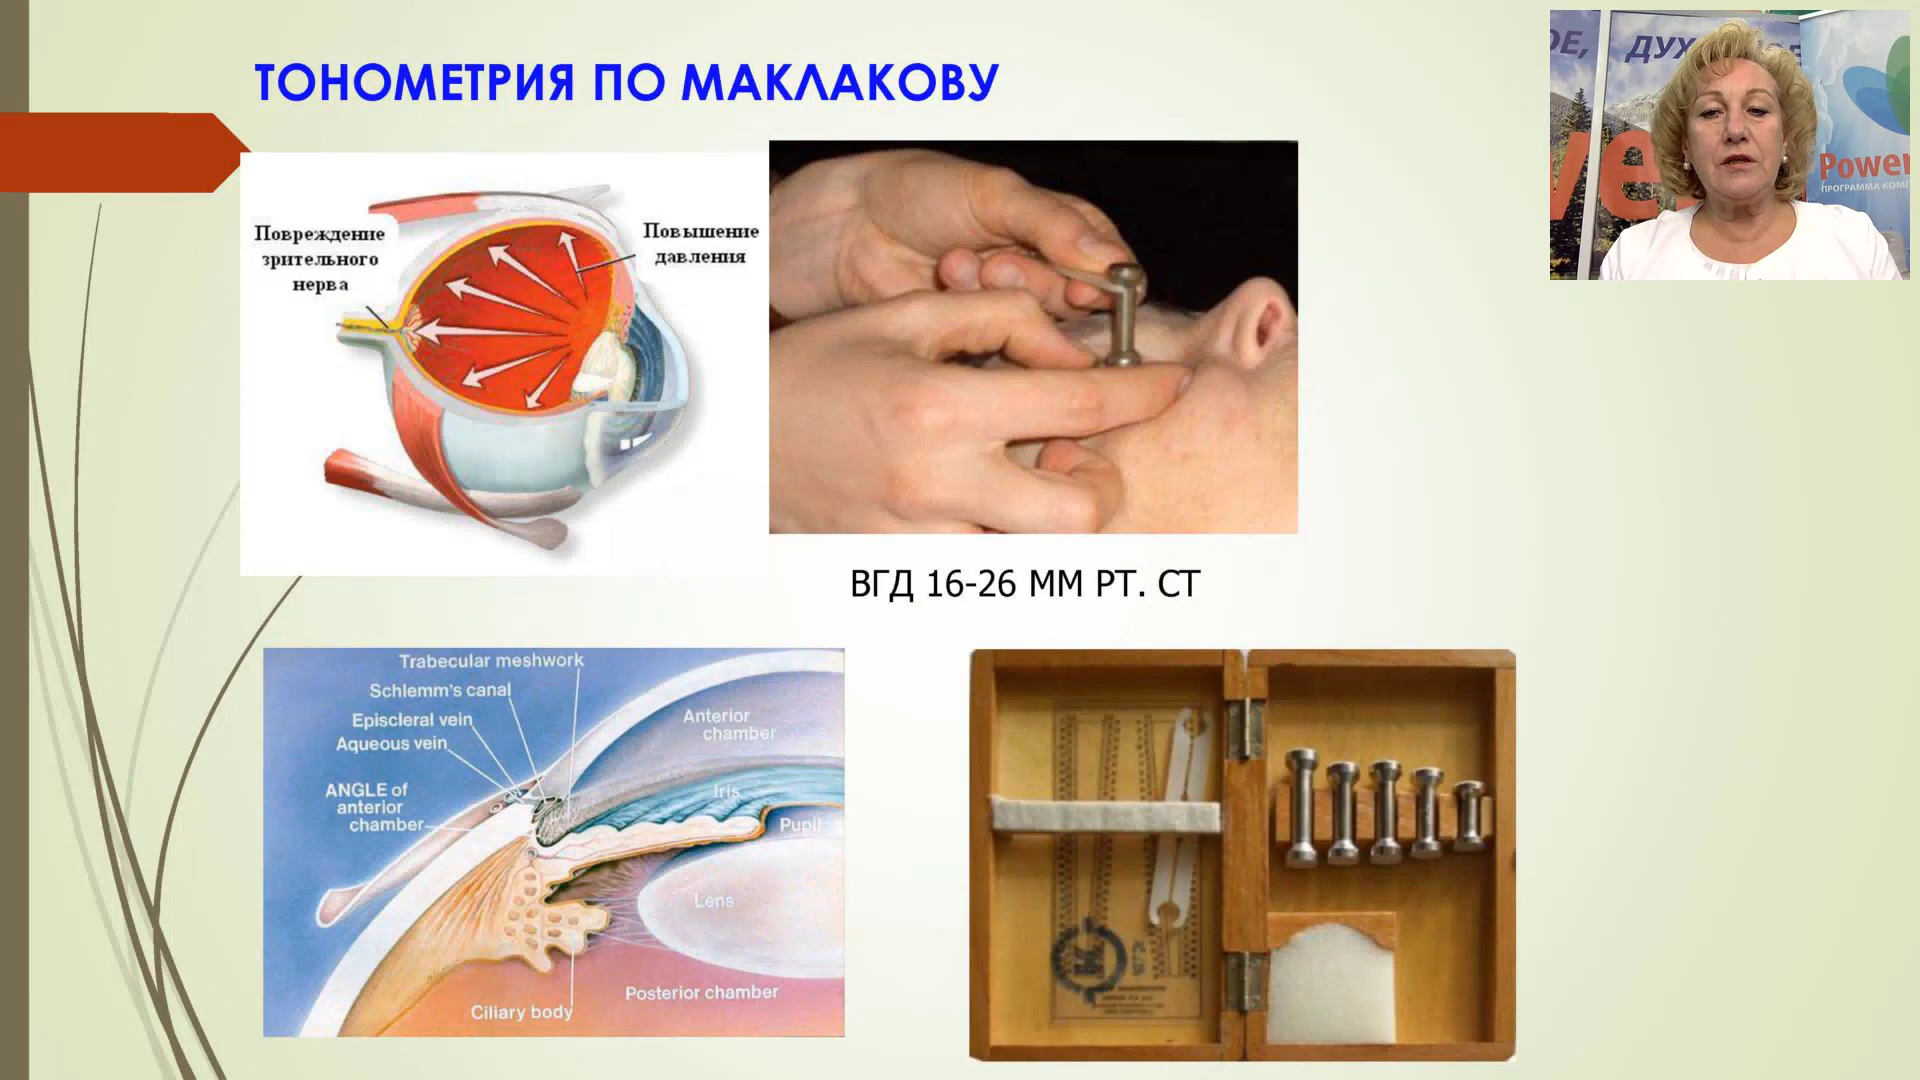 ТОНОМЕТРИЯ ПО МАКЛАКОВУ
Повреждение
зрительного
нерва
Повышение
давления
ВГД 16-26 ММ РТ. СТ
Trabecular meshwork
Schlemm's canal
Episcleral vein
Aqueous vein
ANGLE of
anterior
chamber
Anterior
chamber
Iris
Pupil
Lens
Posterior chamber
Ciliary body
Power